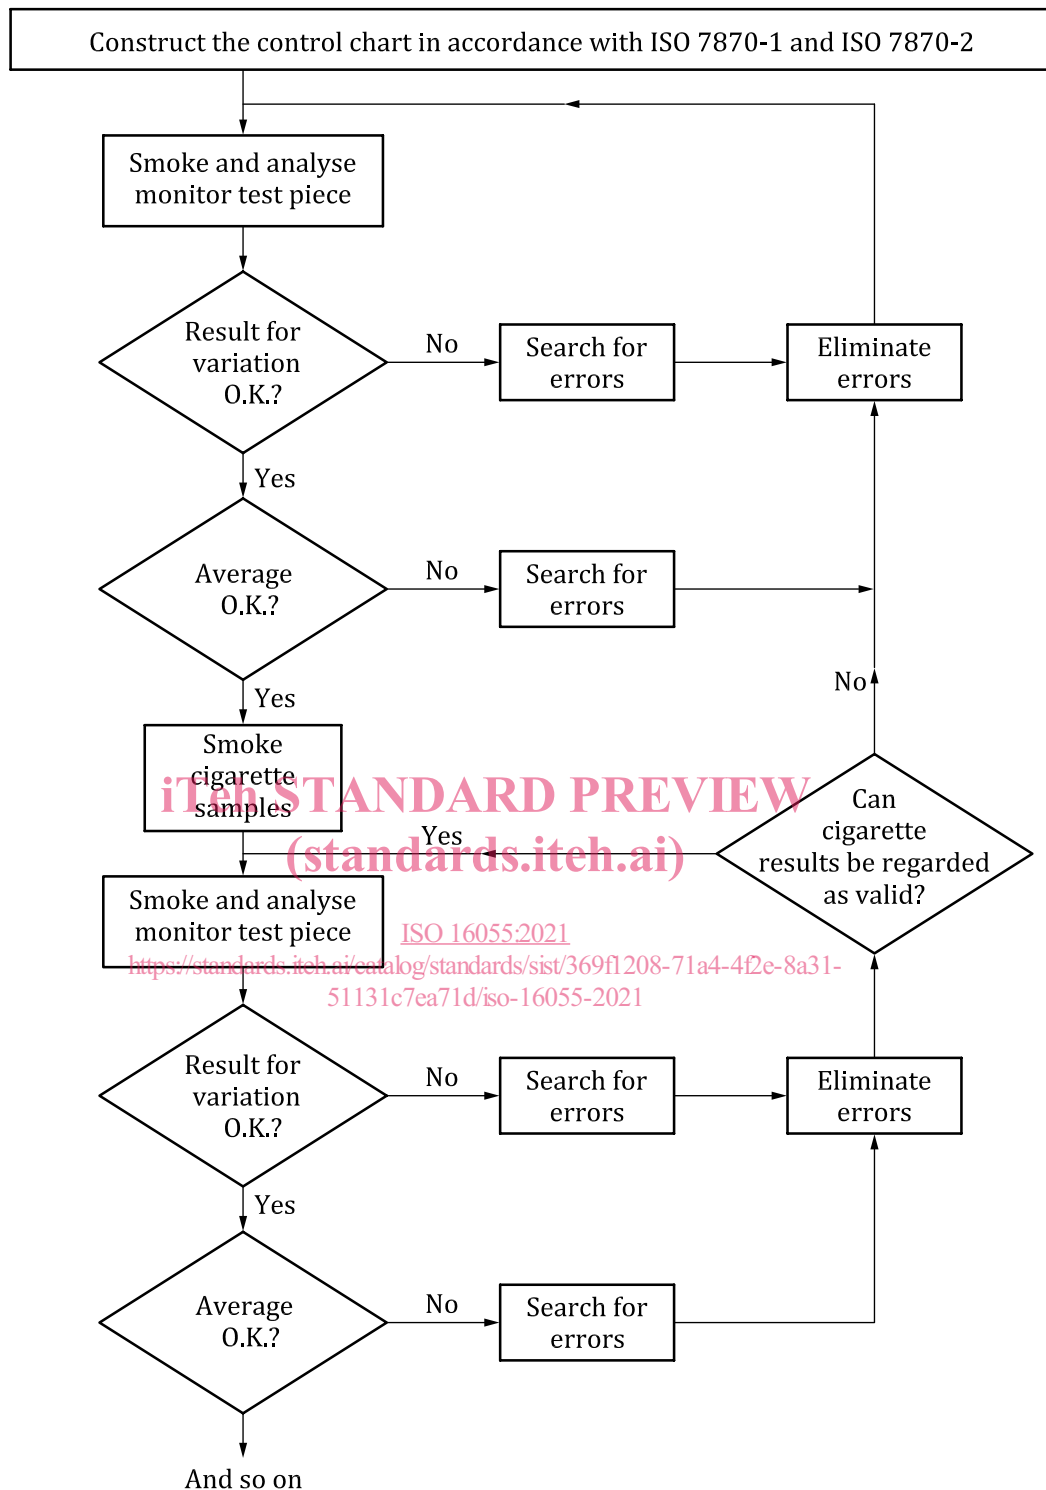 Construct the control chart in accordance with ISO 7870-1 and ISO 7870-2
Smoke and analyse
monitor test piece
Result for
variation
O.K.?
No
Search for
errors
Eliminate
errors
Yes
Average
O.K.?
No
Search for
errors
Yes
No
Smoke
cigarette
samples
iTeh STANDARD PREVIEW
(standards.iteh.ai)
Yes
Can
cigarette
results be regarded
as valid?
Smoke and analyse
monitor test piece
ISO 16055:2021
https://standards.iteh.ai/catalog/standards/sist/369f1208-71a4-4f2e-8a31-
51131c7ea71d/iso-16055-2021
Result for
variation
O.K.?
No
Search for
errors
Eliminate
errors
Yes
Average
O.K.?
No
Search for
errors
And so on